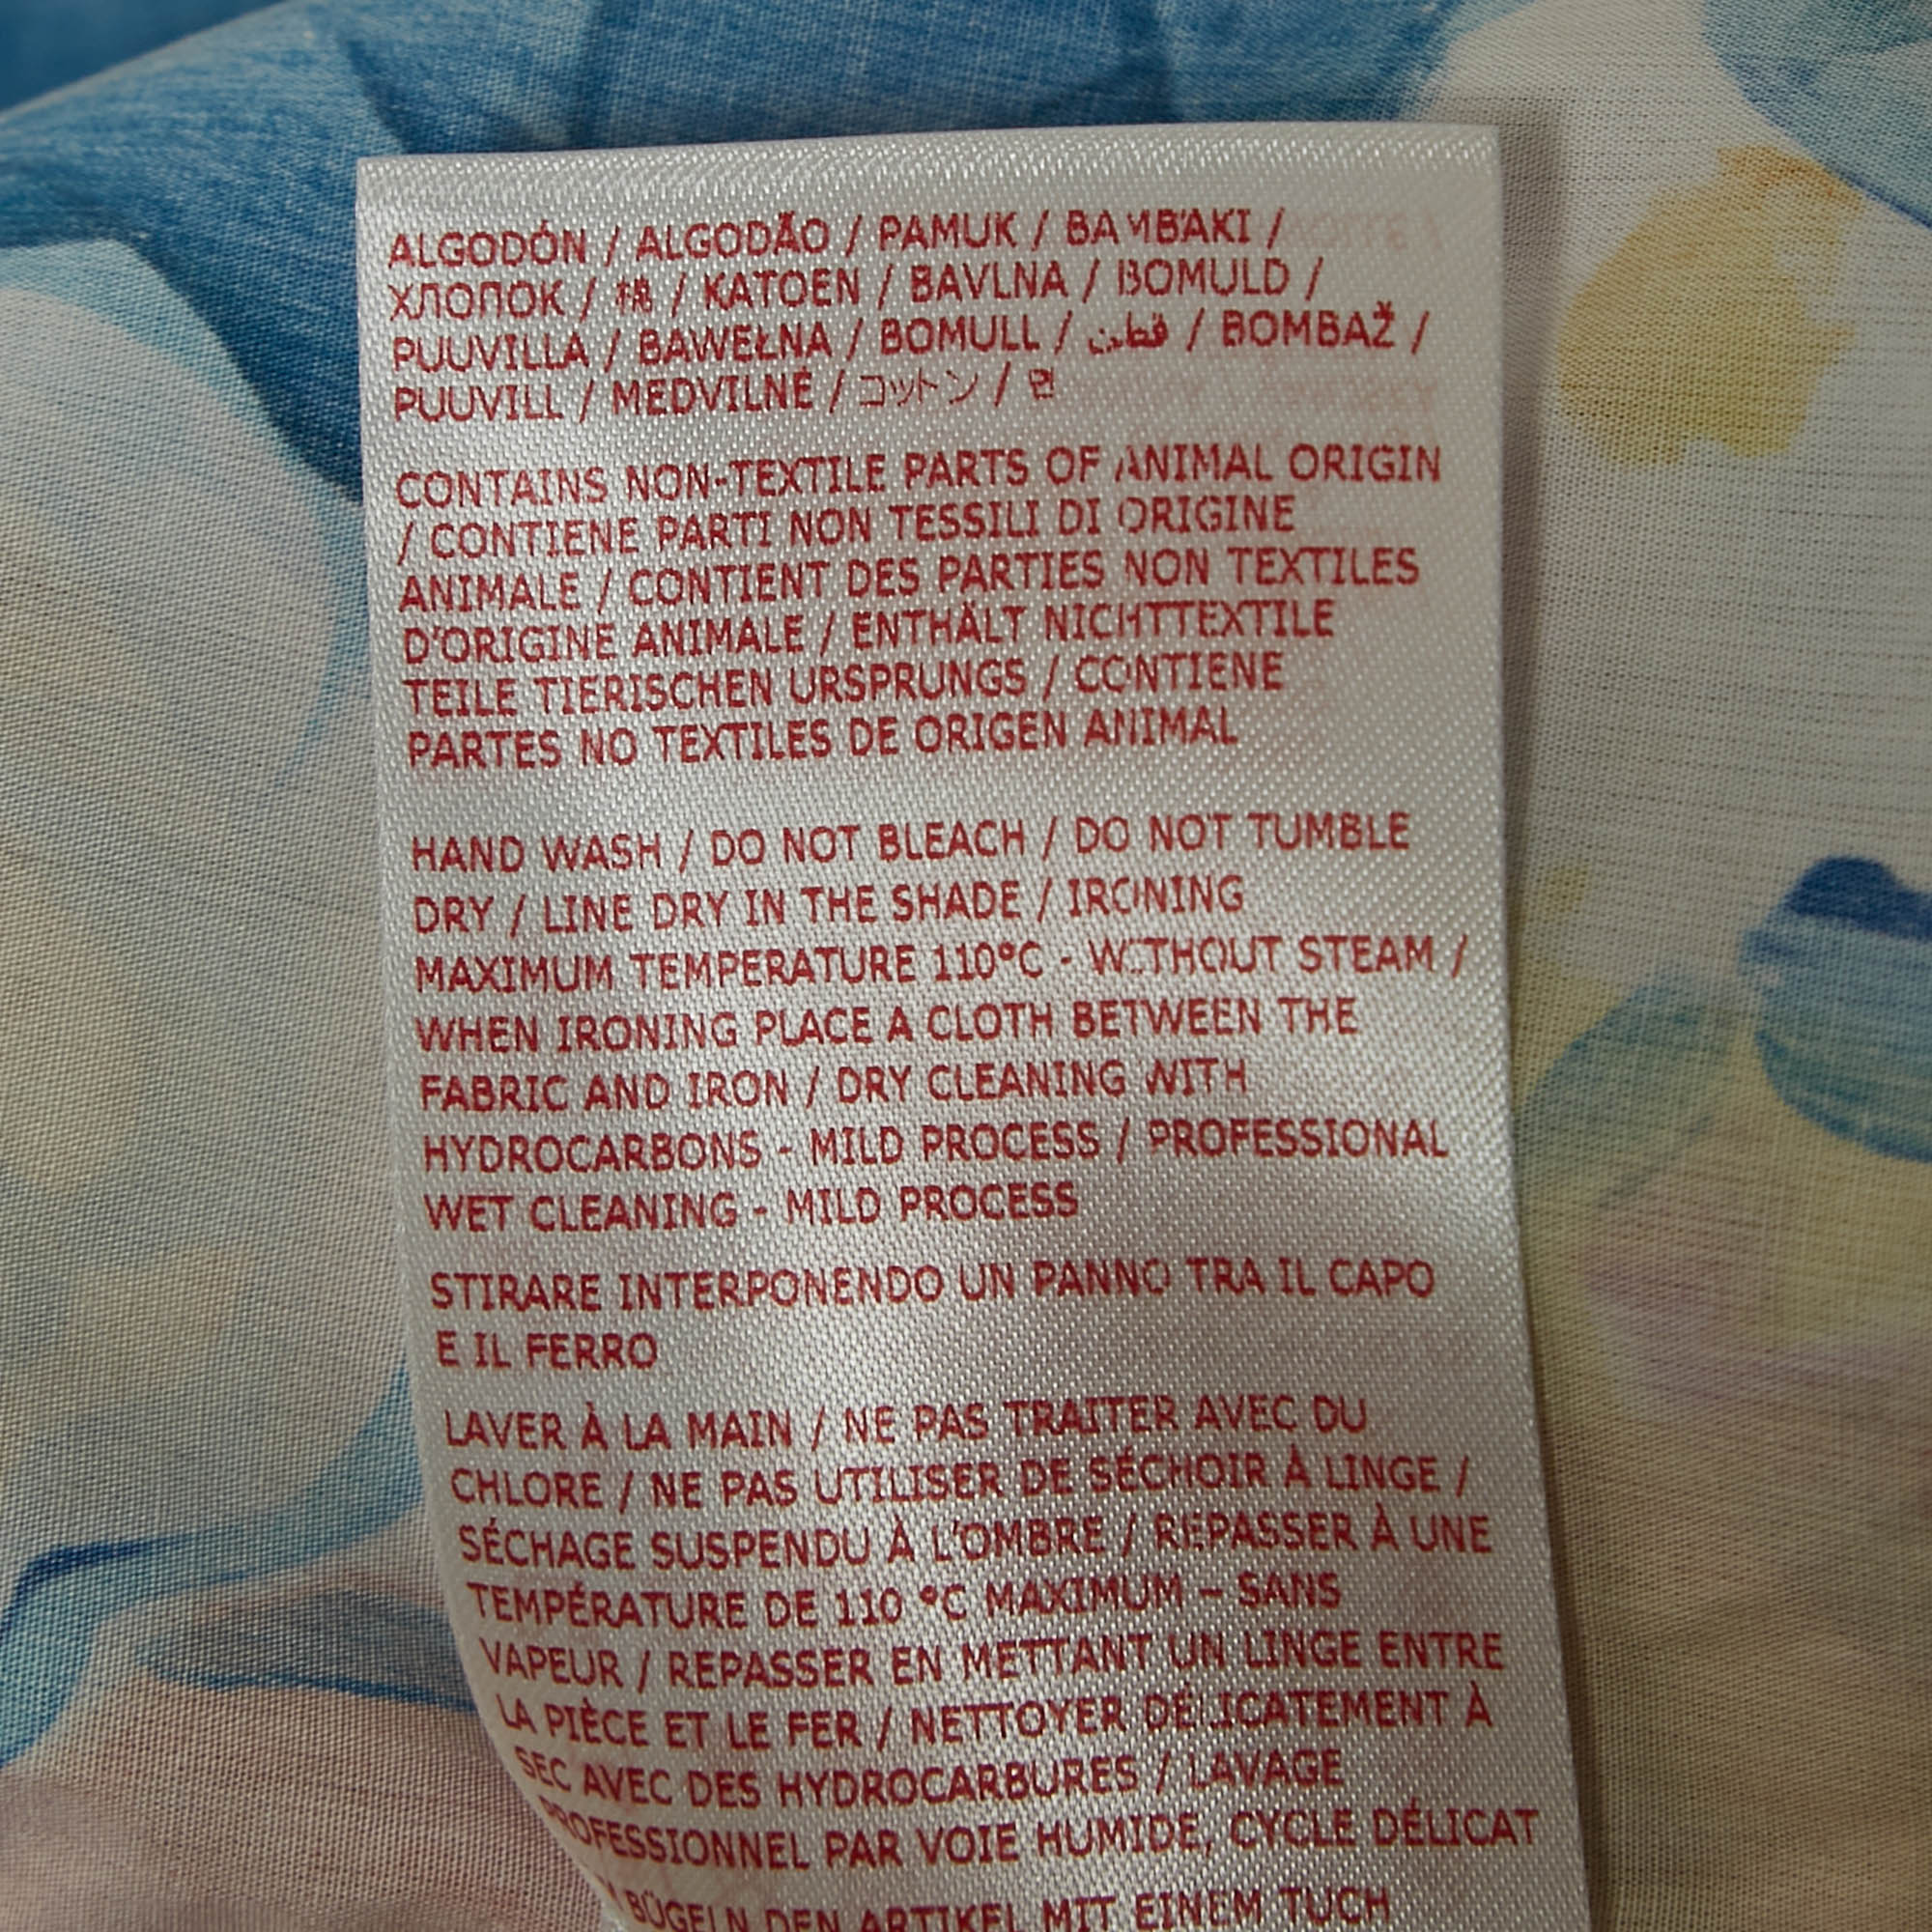 ALGODÓN / ALGODÃO / PAMUK / BAMBAKI /
ХЛОПОК / 棉 / KATOEN / BAVLNA / BOMULD /
PUUVILLA / BAWEŁNA / BOMULL / قطن / BOMBAŽ /
PUUVILL / MEDVILNĖ / コットン / 면
CONTAINS NON-TEXTILE PARTS OF ANIMAL ORIGIN
/ CONTIENE PARTI NON TESSILI DI ORIGINE
ANIMALE / CONTIENT DES PARTIES NON TEXTILES
D'ORIGINE ANIMALE / ENTHÄLT NICHTTEXTILE
TEILE TIERISCHEN URSPRUNGS / CONTIENE
PARTES NO TEXTILES DE ORIGEN ANIMAL
HAND WASH / DO NOT BLEACH / DO NOT TUMBLE
DRY / LINE DRY IN THE SHADE / IRONING
MAXIMUM TEMPERATURE 110°C - WITHOUT STEAM /
WHEN IRONING PLACE A CLOTH BETWEEN THE
FABRIC AND IRON / DRY CLEANING WITH
HYDROCARBONS - MILD PROCESS / PROFESSIONAL
WET CLEANING - MILD PROCESS
STIRARE INTERPONENDO UN PANNO TRA IL CAPO
E IL FERRO
LAVER À LA MAIN / NE PAS TRAITER AVEC DU
CHLORE / NE PAS UTILISER DE SÉCHOIR À LINGE /
SÉCHAGE SUSPENDU À L'OMBRE / REPASSER À UNE
TEMPÉRATURE DE 110 °C MAXIMUM – SANS
VAPEUR / REPASSER EN METTANT UN LINGE ENTRE
LA PIÈCE ET LE FER / NETTOYER DÉLICATEMENT À
SEC AVEC DES HYDROCARBURES / LAVAGE
PROFESSIONNEL PAR VOIE HUMIDE, CYCLE DÉLICAT
BÜGELN DEN ARTIKEL MIT EINEM TUCH